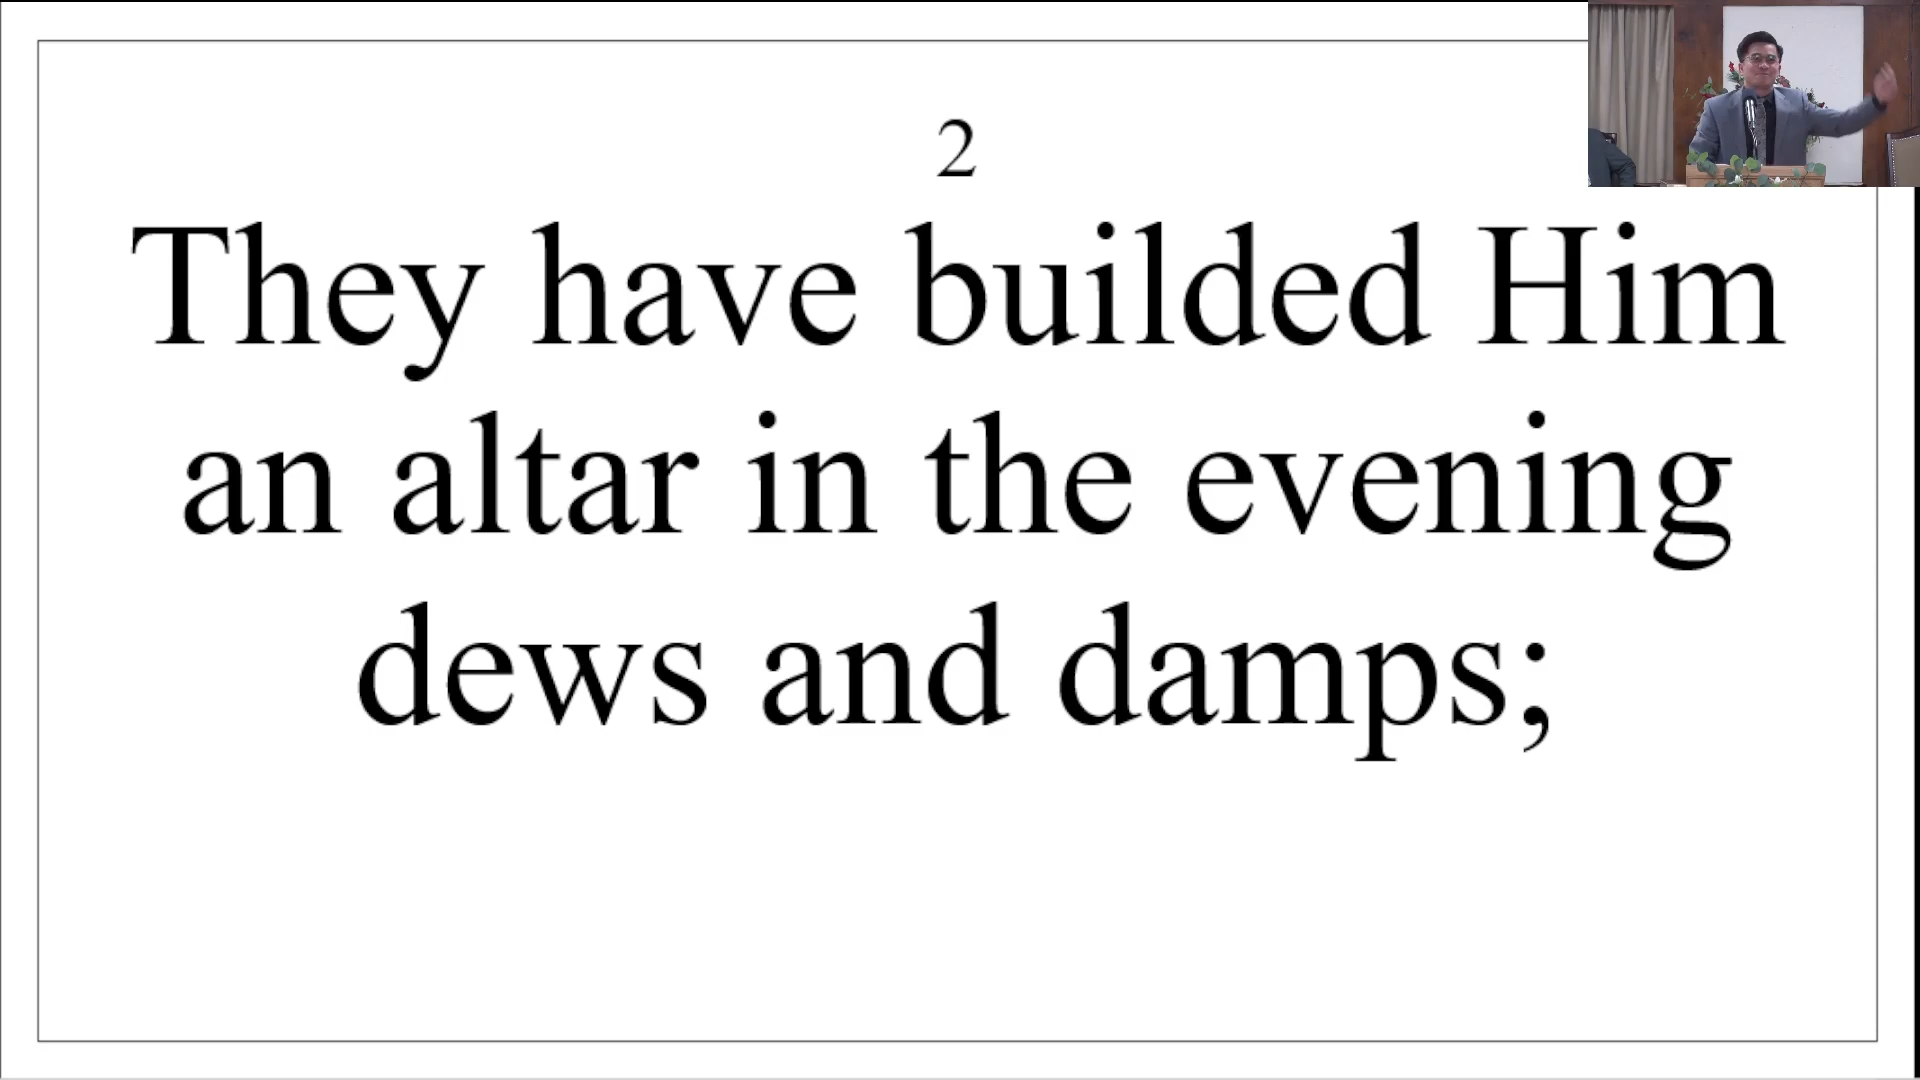 2
They have builded Him
an altar in the evening
dews and damps;